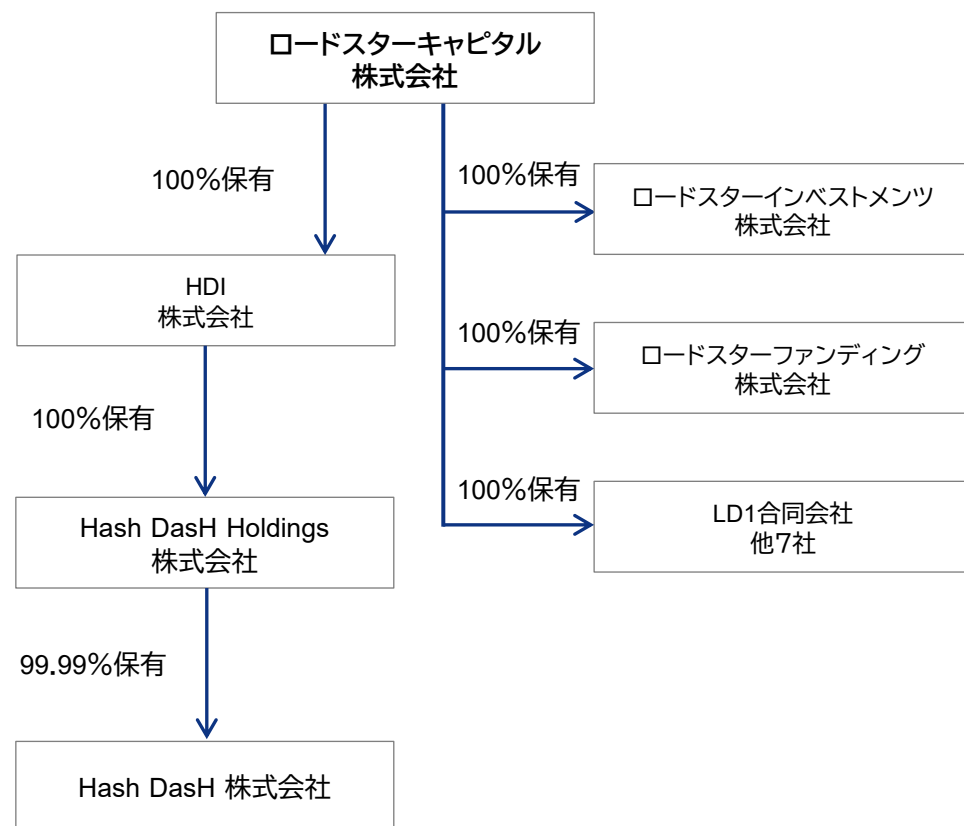 ロードスターキャピタル
株式会社
100%保有
100%保有
ロードスターインベストメンツ
株式会社
HDI
株式会社
100%保有
ロードスターファンディング
株式会社
100%保有
100%保有
LD1合同会社
他7社
Hash DasH Holdings
株式会社
99.99%保有
Hash DasH 株式会社